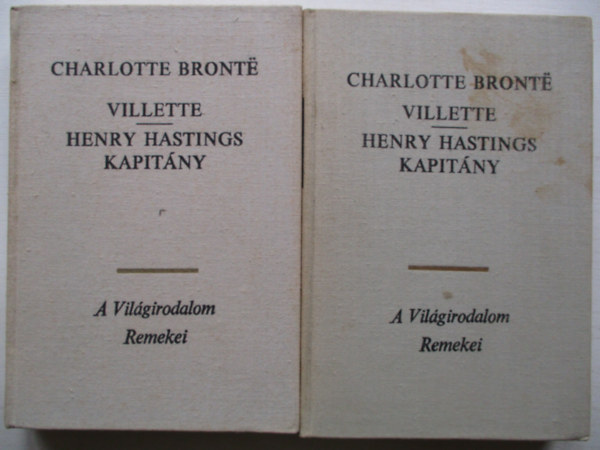 CHARLOTTE BRONTË
VILLETTE
HENRY HASTINGS
KAPITÁNY
A Világirodalom
Remekei
CHARLOTTE BRONTË
VILLETTE
HENRY HASTINGS
KAPITÁNY
A Világirodalom
Remekei